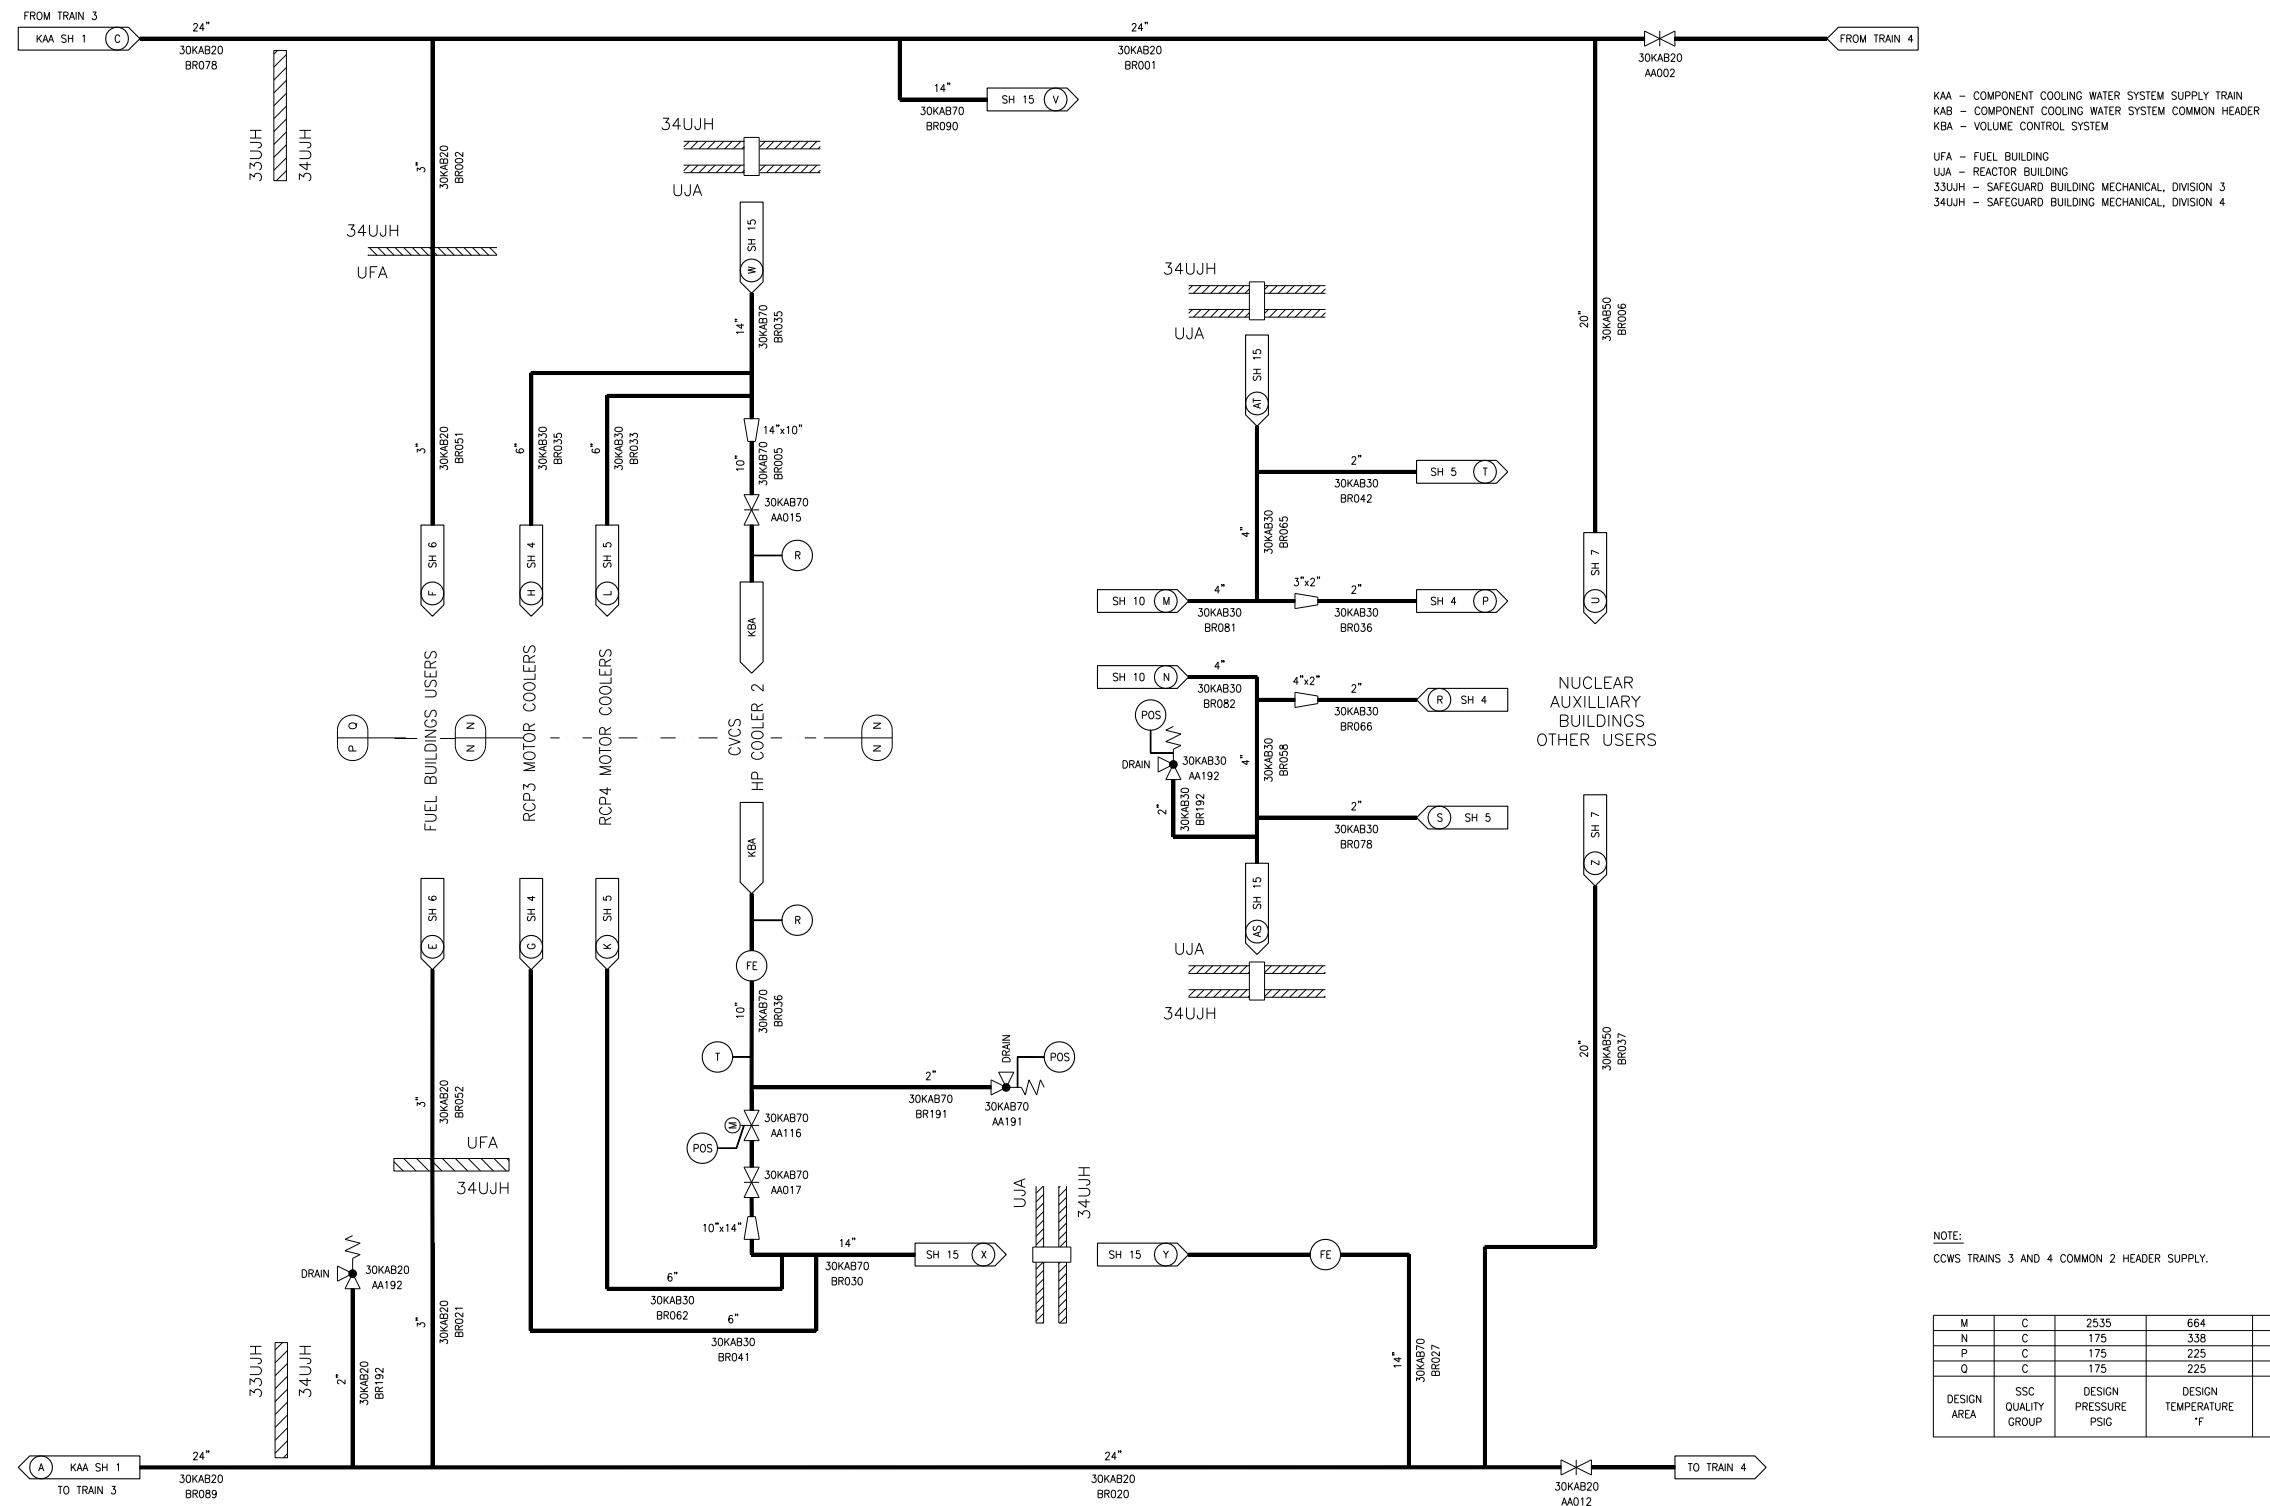 FROM TRAIN 3
KAA SH 1 C
24"
30KAB20
BR078
24"
30KAB20
BR001
30KAB20
AA002
FROM TRAIN 4
14"
30KAB70
BR090
SH 15 V
33UJH
34UJH
3"
30KAB20
BR002
34UJH
UFA
34UJH
UJA
W SH 15
14"
30KAB70
BR035
14"x10"
10"
30KAB70
BR005
30KAB70
AA015
R
KBA
3"
30KAB20
BR051
6"
30KAB30
BR035
6"
30KAB30
BR033
F SH 6
H SH 4
L SH 5
34UJH
UJA
AT SH 15
2"
30KAB30
BR042
SH 5 T
4"
30KAB30
BR065
SH 10 M
4"
30KAB30
BR081
3"x2"
2"
30KAB30
BR036
SH 4 P
20"
30KAB50
BR006
U SH 7
KAA – COMPONENT COOLING WATER SYSTEM SUPPLY TRAIN
KAB – COMPONENT COOLING WATER SYSTEM COMMON HEADER
KBA – VOLUME CONTROL SYSTEM
UFA – FUEL BUILDING
UJA – REACTOR BUILDING
33UJH – SAFEGUARD BUILDING MECHANICAL, DIVISION 3
34UJH – SAFEGUARD BUILDING MECHANICAL, DIVISION 4
P Q
FUEL BUILDINGS USERS
N N
RCP3 MOTOR COOLERS
RCP4 MOTOR COOLERS
CVCS
HP COOLER 2
N N
SH 10 N
4"
30KAB30
BR082
4"x2"
2"
30KAB30
BR066
R SH 4
POS
DRAIN
30KAB30
AA192
2"
30KAB30
BR192
4"
30KAB30
BR058
2"
30KAB30
BR078
S SH 5
AS SH 15
UJA
34UJH
NUCLEAR
AUXILLIARY
BUILDINGS
OTHER USERS
Z SH 7
20"
30KAB50
BR037
E SH 6
G SH 4
K SH 5
KBA
R
FE
10"
30KAB70
BR036
T
2"
30KAB70
BR191
DRAIN
POS
30KAB70
AA191
M
30KAB70
AA116
POS
30KAB70
AA017
10"x14"
3"
30KAB20
BR052
UFA
34UJH
3"
30KAB20
BR021
DRAIN
30KAB20
AA192
2"
30KAB20
BR192
33UJH
34UJH
14"
30KAB70
BR030
SH 15 X
6"
30KAB30
BR062
6"
30KAB30
BR041
UJA
34UJH
SH 15 Y
FE
14"
30KAB70
BR027
A KAA SH 1
TO TRAIN 3
24"
30KAB20
BR089
24"
30KAB20
BR020
30KAB20
AA012
TO TRAIN 4
NOTE:
CCWS TRAINS 3 AND 4 COMMON 2 HEADER SUPPLY.
M C 2535 664
N C 175 338
P C 175 225
Q C 175 225
DESIGN AREA SSC QUALITY GROUP DESIGN PRESSURE PSIG DESIGN TEMPERATURE °F